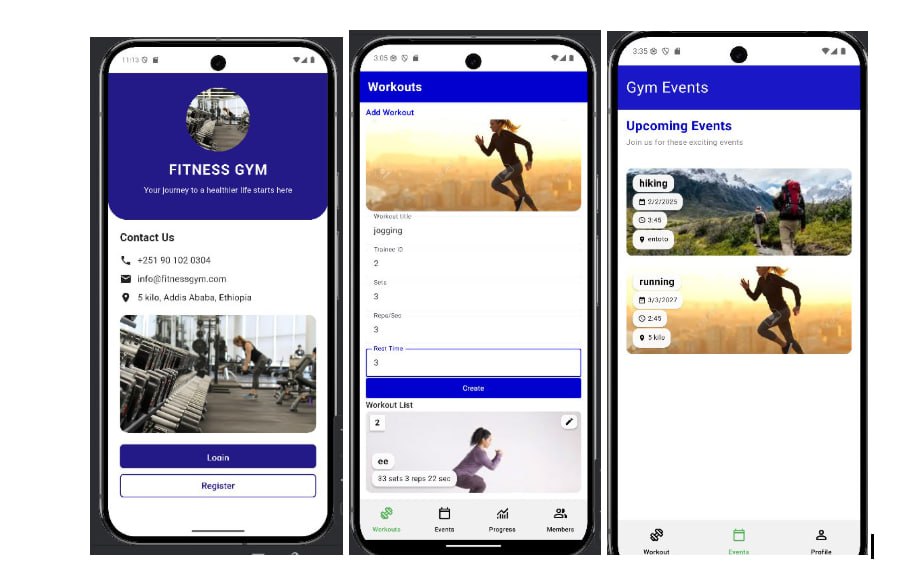 11:13
FITNESS GYM
Your journey to a healthier life starts here
Contact Us
+251 90 102 0304
info@fitnessgym.com
5 kilo, Addis Ababa, Ethiopia
Login
Register
3:05
Workouts
Add Workout
Workout title
jogging
Trainee ID
2
Sets
3
Reps/Sec
3
Rest Time
3
Create
Workout List
2
ee
33 sets 3 reps 22 sec
Workouts
Events
Progress
Members
3:35
Gym Events
Upcoming Events
Join us for these exciting events
hiking
2/2/2025
3:45
entoto
running
3/3/2027
2:45
5 kilo
Workout
Events
Profile